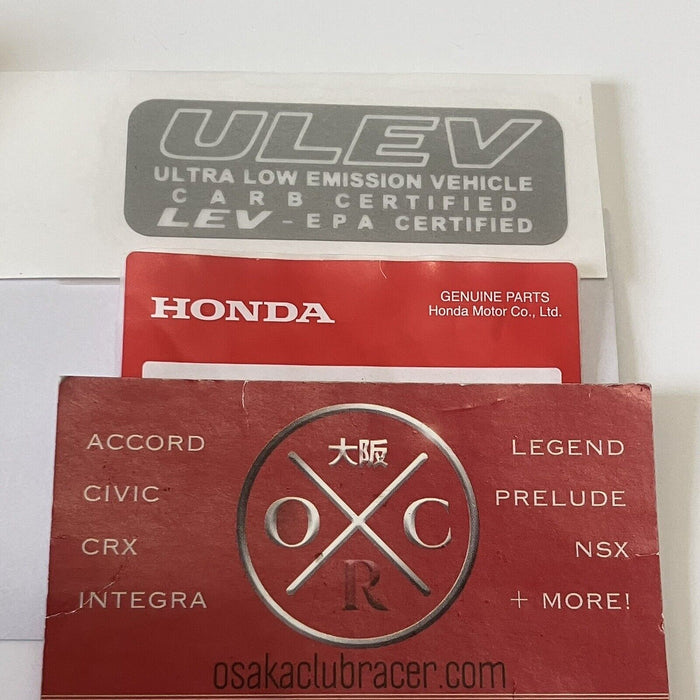 ULEV
ULTRA LOW EMISSION VEHICLE
CARB CERTIFIED
LEV - EPA CERTIFIED
HONDA
GENUINE PARTS
Honda Motor Co., Ltd.
ACCORD
CIVIC
CRX
INTEGRA
大阪
O C
R
LEGEND
PRELUDE
NSX
+ MORE!
osakaclubracer.com